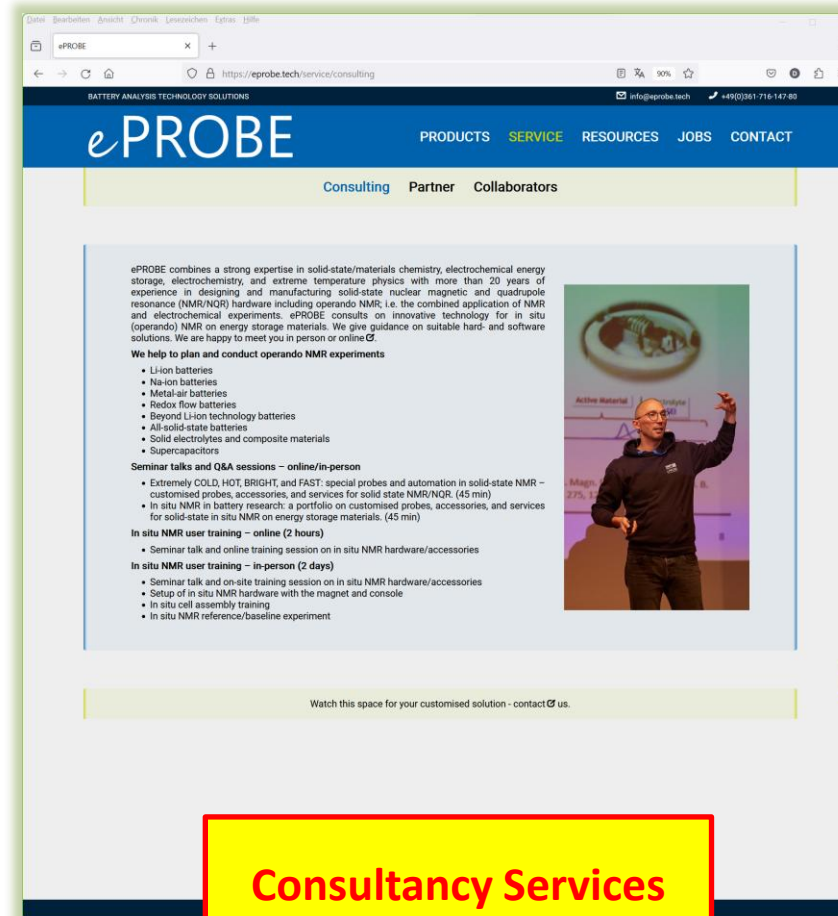 Datei Bearbeiten Ansicht Chronik Lesezeichen Extras Hilfe
ePROBE
https://eprobe.tech/service/consulting
90%
BATTERY ANALYSIS TECHNOLOGY SOLUTIONS
info@eprobe.tech
+49(0)361-716-147-80
ePROBE
PRODUCTS SERVICE RESOURCES JOBS CONTACT
Consulting Partner Collaborators
ePROBE combines a strong expertise in solid-state/materials chemistry, electrochemical energy
storage, electrochemistry, and extreme temperature physics with more than 20 years of
experience in designing and manufacturing solid-state nuclear magnetic and quadrupole
resonance (NMR/NQR) hardware including operando NMR; i.e. the combined application of NMR
and electrochemical experiments. ePROBE consults on innovative technology for in situ
(operando) NMR on energy storage materials. We give guidance on suitable hard- and software
solutions. We are happy to meet you in person or online.
We help to plan and conduct operando NMR experiments
• Li-ion batteries
• Na-ion batteries
• Metal-air batteries
• Redox flow batteries
• Beyond Li-ion technology batteries
• All-solid-state batteries
• Solid electrolytes and composite materials
• Supercapacitors
Seminar talks and Q&A sessions – online/in-person
• Extremely COLD, HOT, BRIGHT, and FAST: special probes and automation in solid-state NMR –
customised probes, accessories, and services for solid state NMR/NQR. (45 min)
• In situ NMR in battery research: a portfolio on customised probes, accessories, and services
for solid-state in situ NMR on energy storage materials. (45 min)
In situ NMR user training – online (2 hours)
• Seminar talk and online training session on in situ NMR hardware/accessories
In situ NMR user training – in-person (2 days)
• Seminar talk and on-site training session on in situ NMR hardware/accessories
• Setup of in situ NMR hardware with the magnet and console
• In situ cell assembly training
• In situ NMR reference/baseline experiment
Active Material
Magn.
275, 1
B.
Watch this space for your customised solution - contact us.
Consultancy Services